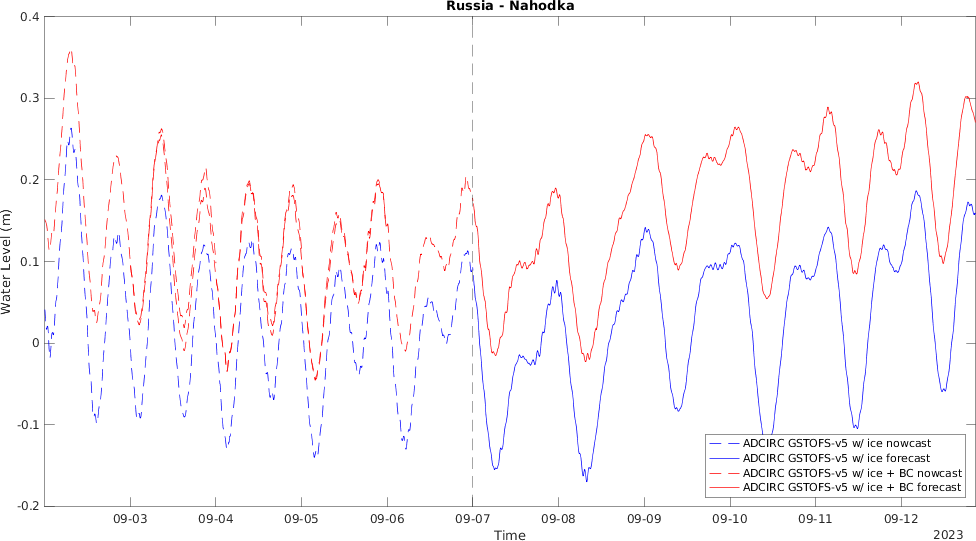 Russia - Nahodka
Water Level (m)
0.4
0.3
0.2
0.1
0
-0.1
-0.2
ADCIRC GSTOFS-v5 w/ ice nowcast
ADCIRC GSTOFS-v5 w/ ice forecast
ADCIRC GSTOFS-v5 w/ ice + BC nowcast
ADCIRC GSTOFS-v5 w/ ice + BC forecast
09-03 09-04 09-05 09-06 09-07 09-08 09-09 09-10 09-11 09-12
Time
2023